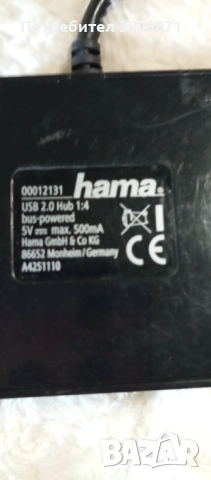 00012131 hama®
USB 2.0 Hub 1:4
bus-powered
5V ⎓ max. 500mA
Hama GmbH & Co KG
86652 Monheim/Germany
A4251110
CE
BAZAR